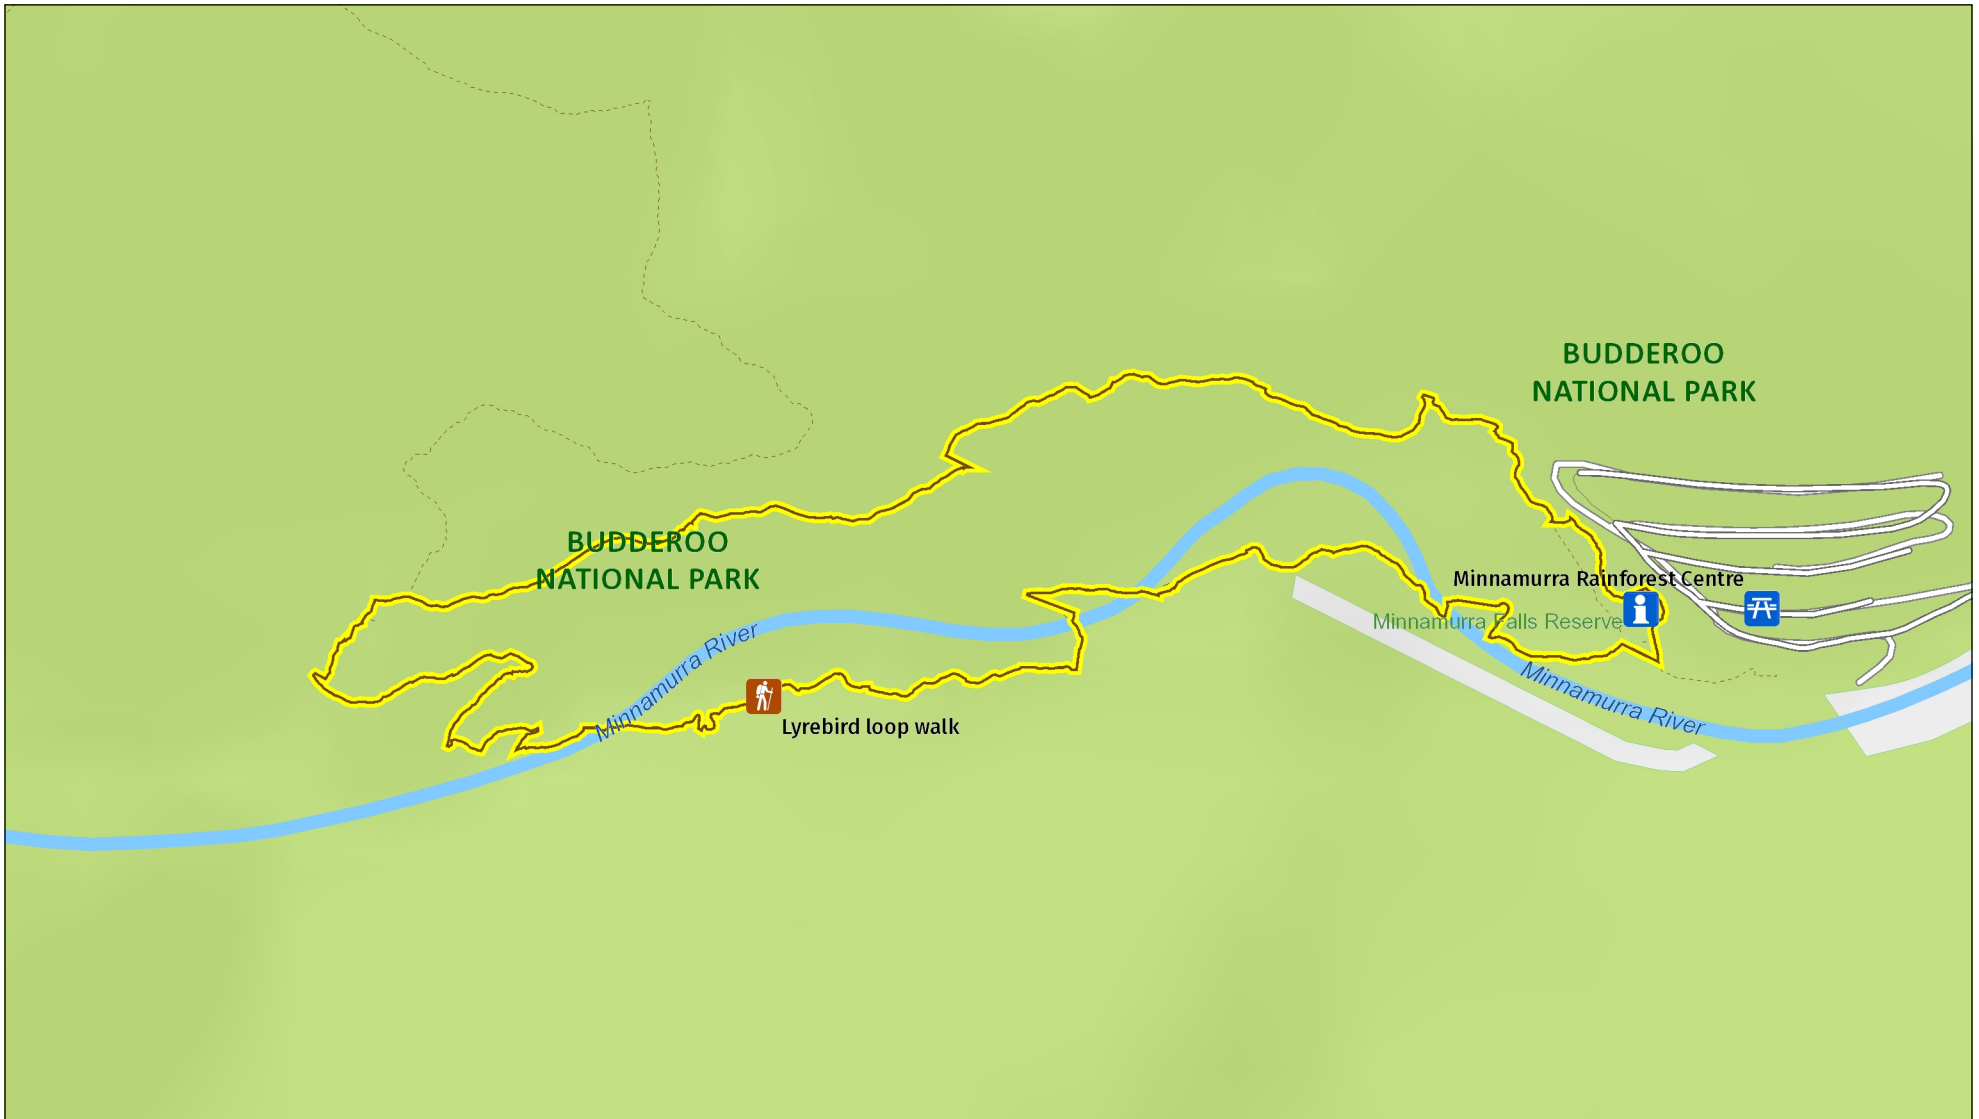 BUDDEROO
NATIONAL PARK
BUDDEROO
NATIONAL PARK
Minnamurra Rainforest Centre
Minnamurra Falls Reserve
Minnamurra River
Minnamurra River
Lyrebird loop walk